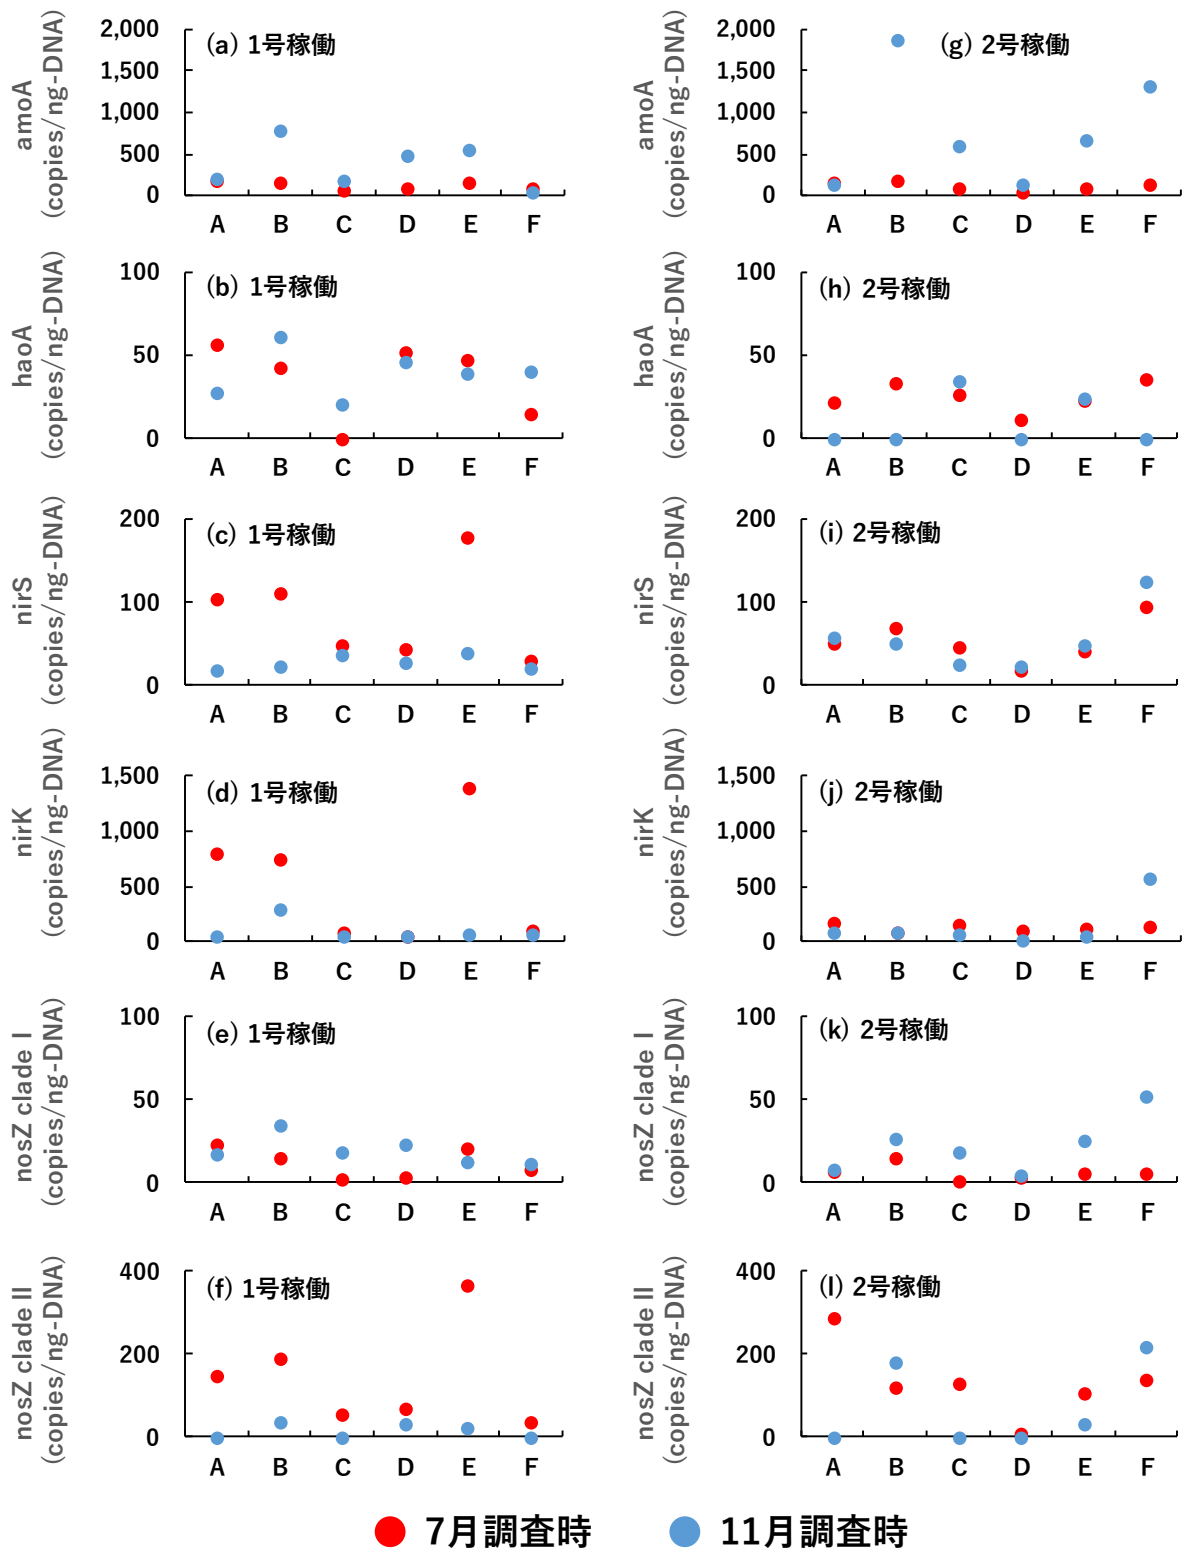 amoA
(copies/ng-DNA)
2,000
1,500
1,000
500
0
(a) 1号稼働
A B C D E F
amoA
(copies/ng-DNA)
2,000
1,500
1,000
500
0
(g) 2号稼働
A B C D E F
haoA
(copies/ng-DNA)
100
50
0
(b) 1号稼働
A B C D E F
haoA
(copies/ng-DNA)
100
50
0
(h) 2号稼働
A B C D E F
nirS
(copies/ng-DNA)
200
100
0
(c) 1号稼働
A B C D E F
nirS
(copies/ng-DNA)
200
100
0
(i) 2号稼働
A B C D E F
nirK
(copies/ng-DNA)
1,500
1,000
500
0
(d) 1号稼働
A B C D E F
nirK
(copies/ng-DNA)
1,500
1,000
500
0
(j) 2号稼働
A B C D E F
nosZ clade I
(copies/ng-DNA)
100
50
0
(e) 1号稼働
A B C D E F
nosZ clade I
(copies/ng-DNA)
100
50
0
(k) 2号稼働
A B C D E F
nosZ clade II
(copies/ng-DNA)
400
200
0
(f) 1号稼働
A B C D E F
nosZ clade II
(copies/ng-DNA)
400
200
0
(l) 2号稼働
A B C D E F
7月調査時 11月調査時